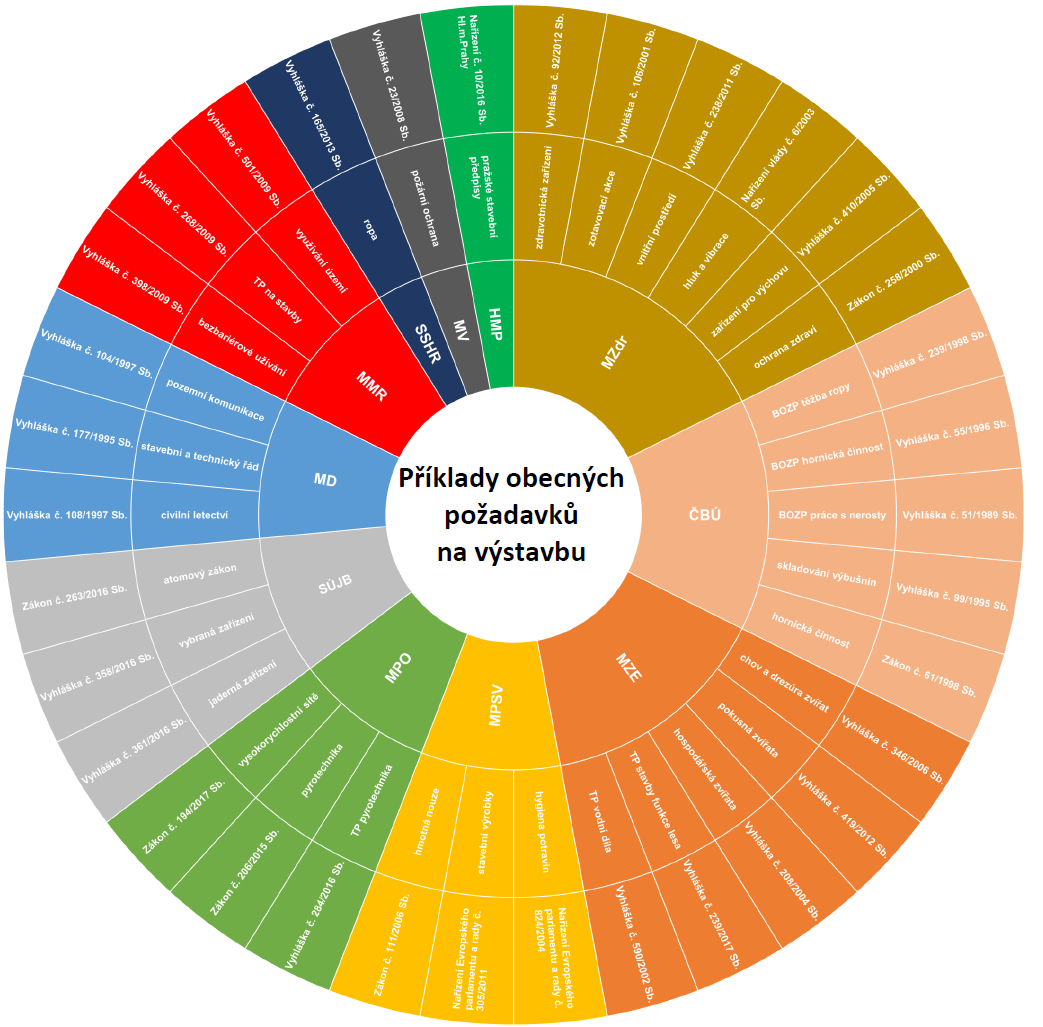 Příklady obecných
požadavků
na výstavbu
MZdr
zdravotnická zařízení
Vyhláška č. 92/2012 Sb.
zotavovací akce
Vyhláška č. 106/2001 Sb.
vnitřní prostředí
Vyhláška č. 238/2011 Sb.
hluk a vibrace
Nařízení vlády č. 6/2003
Sb.
zařízení pro výchovu
Vyhláška č. 410/2005 Sb.
ochrana zdraví
Zákon č. 258/2000 Sb.
ČBÚ
BOZP těžba ropy
Vyhláška č. 239/1998 Sb.
BOZP hornická činnost
Vyhláška č. 55/1996 Sb.
BOZP práce s nerosty
Vyhláška č. 51/1989 Sb.
skladování výbušnin
Vyhláška č. 99/1995 Sb.
hornická činnost
Zákon č. 61/1998 Sb.
MZE
chov a drezúra zvířat
Vyhláška č. 346/2006 Sb.
pokusná zvířata
Vyhláška č. 419/2012 Sb.
hospodářská zvířata
Vyhláška č. 208/2004 Sb.
TP stavby funkce lesa
Vyhláška č. 239/2017 Sb.
TP vodní díla
Vyhláška č. 590/2002 Sb.
MPSV
hygiena potravin
Nařízení Evropského
parlamentu a rady č.
824/2004
stavební výrobky
Nařízení Evropského
parlamentu a rady č.
305/2011
hmotná nouze
Zákon č. 111/2006 Sb.
MPO
TP pyrotechnika
Vyhláška č. 284/2016 Sb.
pyrotechnika
Zákon č. 206/2015 Sb.
vysokorychlostní sítě
Zákon č. 194/2017 Sb.
SÚJB
jaderná zařízení
Vyhláška č. 361/2016 Sb.
vybraná zařízení
Vyhláška č. 358/2016 Sb.
atomový zákon
Zákon č. 263/2016 Sb.
MD
civilní letectví
Vyhláška č. 108/1997 Sb.
stavební a technický řád
Vyhláška č. 177/1995 Sb.
pozemní komunikace
Vyhláška č. 104/1997 Sb.
MMR
bezbariérové užívání
Vyhláška č. 398/2009 Sb.
TP na stavby
Vyhláška č. 268/2009 Sb.
využívání území
Vyhláška č. 501/2009 Sb.
SSHR
ropa
Vyhláška č. 165/2013 Sb.
MV
požární ochrana
Vyhláška č. 23/2008 Sb.
HMP
pražské stavební
předpisy
Nařízení č. 10/2016 Sb.
Hl.m.Prahy